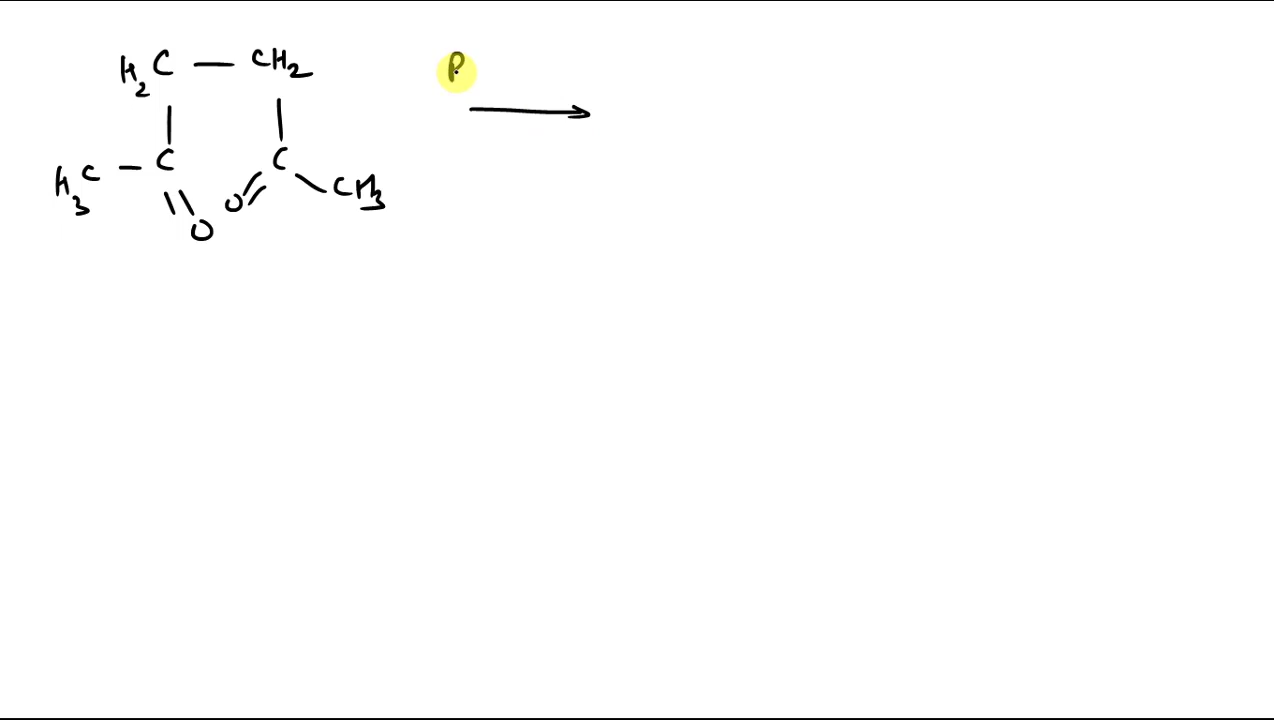 H₂C — CH₂ P
H₃C – C C
O CH₃
O